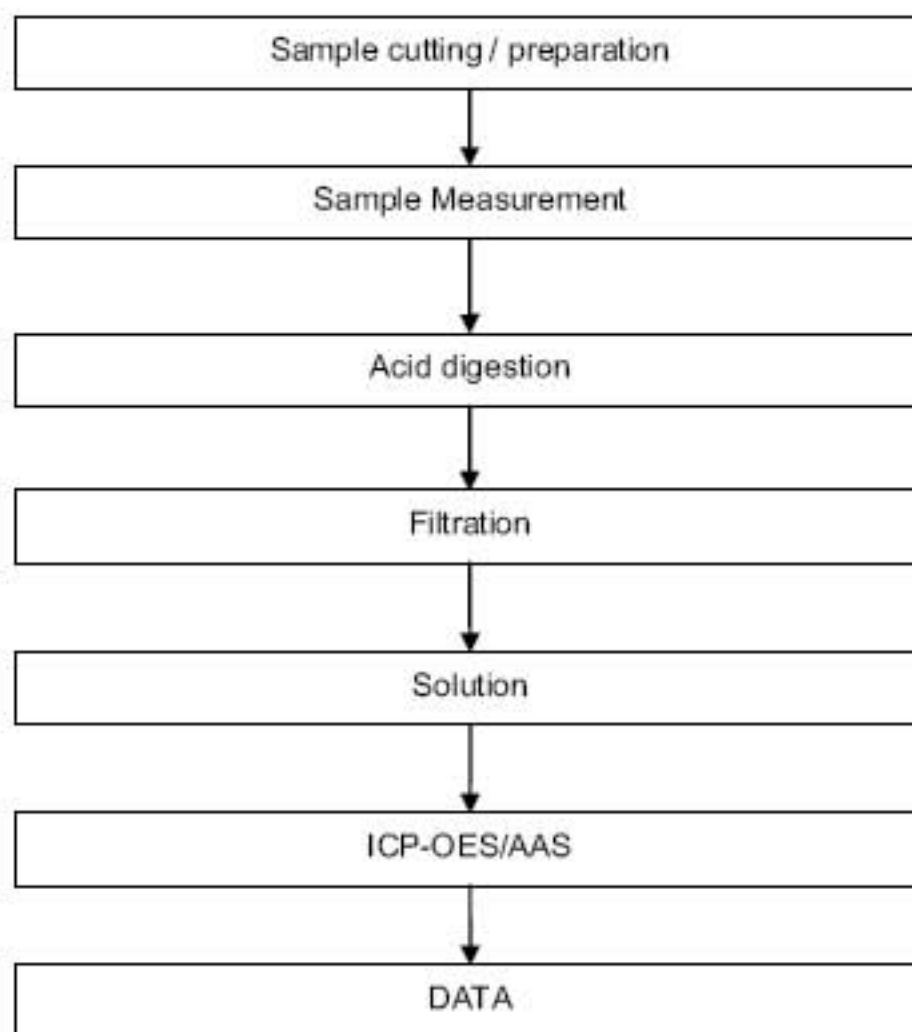 Sample cutting / preparation
Sample Measurement
Acid digestion
Filtration
Solution
ICP-OES/AAS
DATA